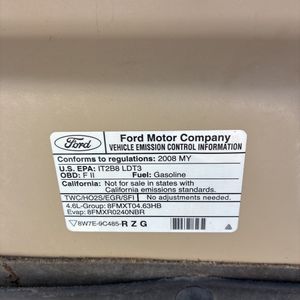 Ford
Ford Motor Company
VEHICLE EMISSION CONTROL INFORMATION
Conforms to regulations: 2008 MY
U.S. EPA: IT2B8 LDT3
OBD: F II Fuel: Gasoline
California: Not for sale in states with
California emissions standards.
TWC/HO2S/EGR/SFI No adjustments needed.
4.6L-Group: 8FMXT04.63HB
Evap: 8FMXR0240NBR
8W7E-9C485- R Z G